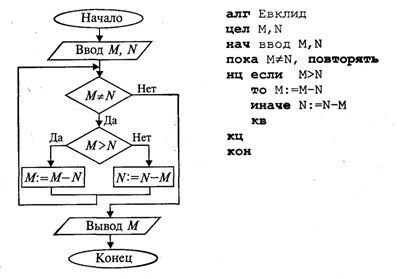 Начало
Ввод M, N
M≠N
Нет
Да
M>N
Да
Нет
M:=M−N
N:=N−M
Вывод M
Конец
алг Евклид
цел M,N
нач ввод M,N
пока M≠N, повторять
нц если M>N
то M:=M-N
иначе N:=N-M
кв
кц
кон